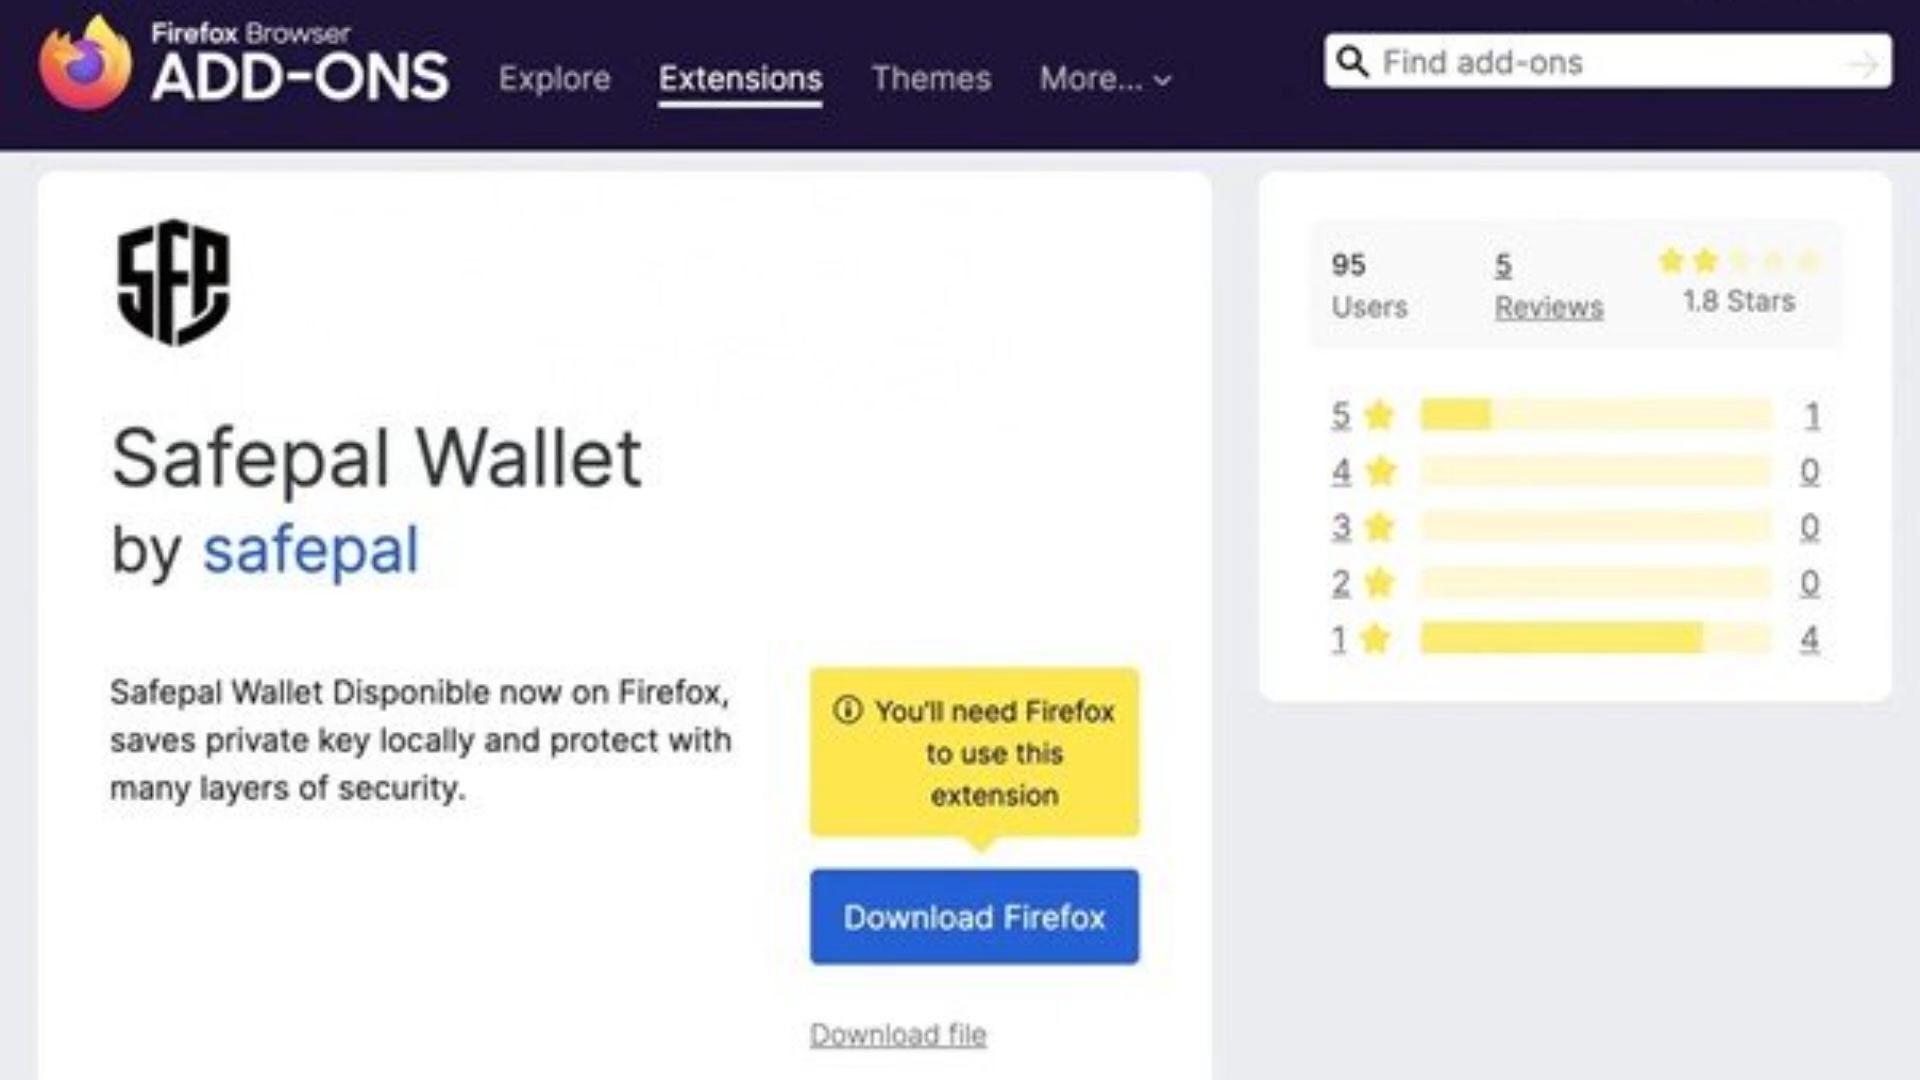 Firefox Browser
ADD-ONS
Explore
Extensions
Themes
More...
Find add-ons
SFP
Safepal Wallet
by safepal
Safepal Wallet Disponible now on Firefox,
saves private key locally and protect with
many layers of security.
You'll need Firefox
to use this
extension
Download Firefox
Download file
95
Users
5
Reviews
1.8 Stars
5 1
4 0
3 0
2 0
1 4